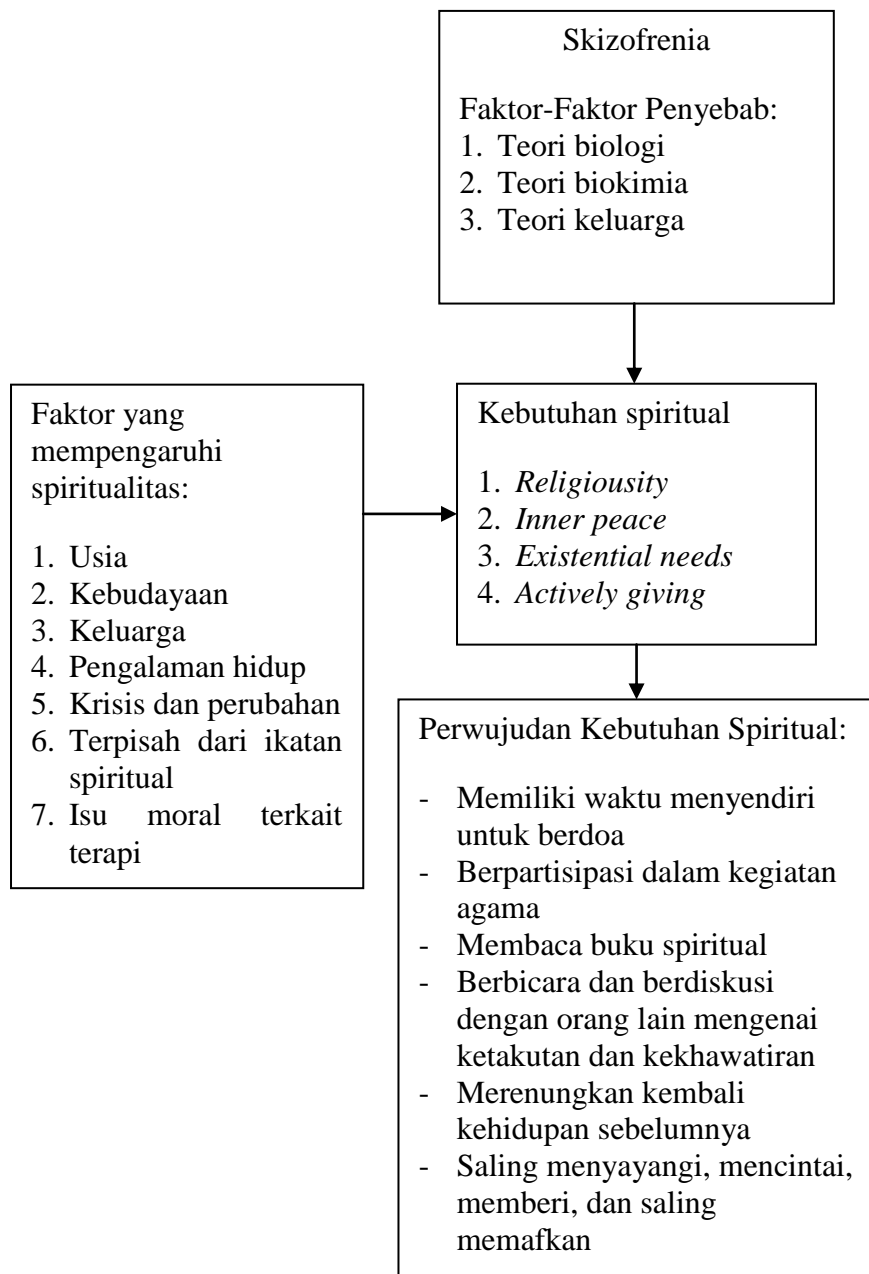 Skizofrenia
Faktor-Faktor Penyebab:
1. Teori biologi
2. Teori biokimia
3. Teori keluarga
Faktor yang
mempengaruhi
spiritualitas:
1. Usia
2. Kebudayaan
3. Keluarga
4. Pengalaman hidup
5. Krisis dan perubahan
6. Terpisah dari ikatan
spiritual
7. Isu moral terkait
terapi
Kebutuhan spiritual
1. Religiousity
2. Inner peace
3. Existential needs
4. Actively giving
Perwujudan Kebutuhan Spiritual:
- Memiliki waktu menyendiri
untuk berdoa
- Berpartisipasi dalam kegiatan
agama
- Membaca buku spiritual
- Berbicara dan berdiskusi
dengan orang lain mengenai
ketakutan dan kekhawatiran
- Merenungkan kembali
kehidupan sebelumnya
- Saling menyayangi, mencintai,
memberi, dan saling
memafkan